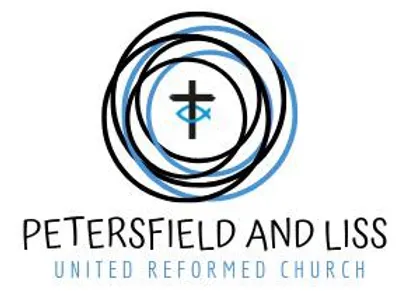 PETERSFIELD AND LISS
UNITED REFORMED CHURCH